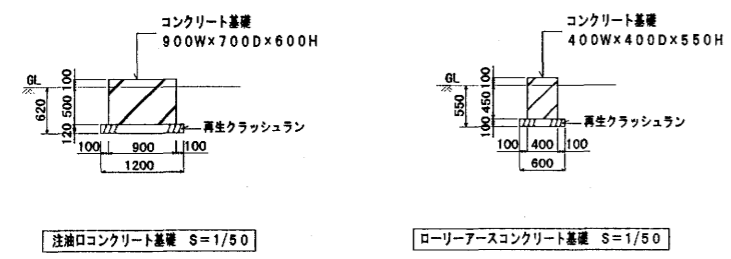 コンクリート基礎
900W×700D×600H
GL
100
500
120
620
再生クラッシュラン
100 900 100
1200
注油口コンクリート基礎 S=1/50
コンクリート基礎
400W×400D×550H
GL
100
450
100
550
再生クラッシュラン
100 400 100
600
ローリーアースコンクリート基礎 S=1/50